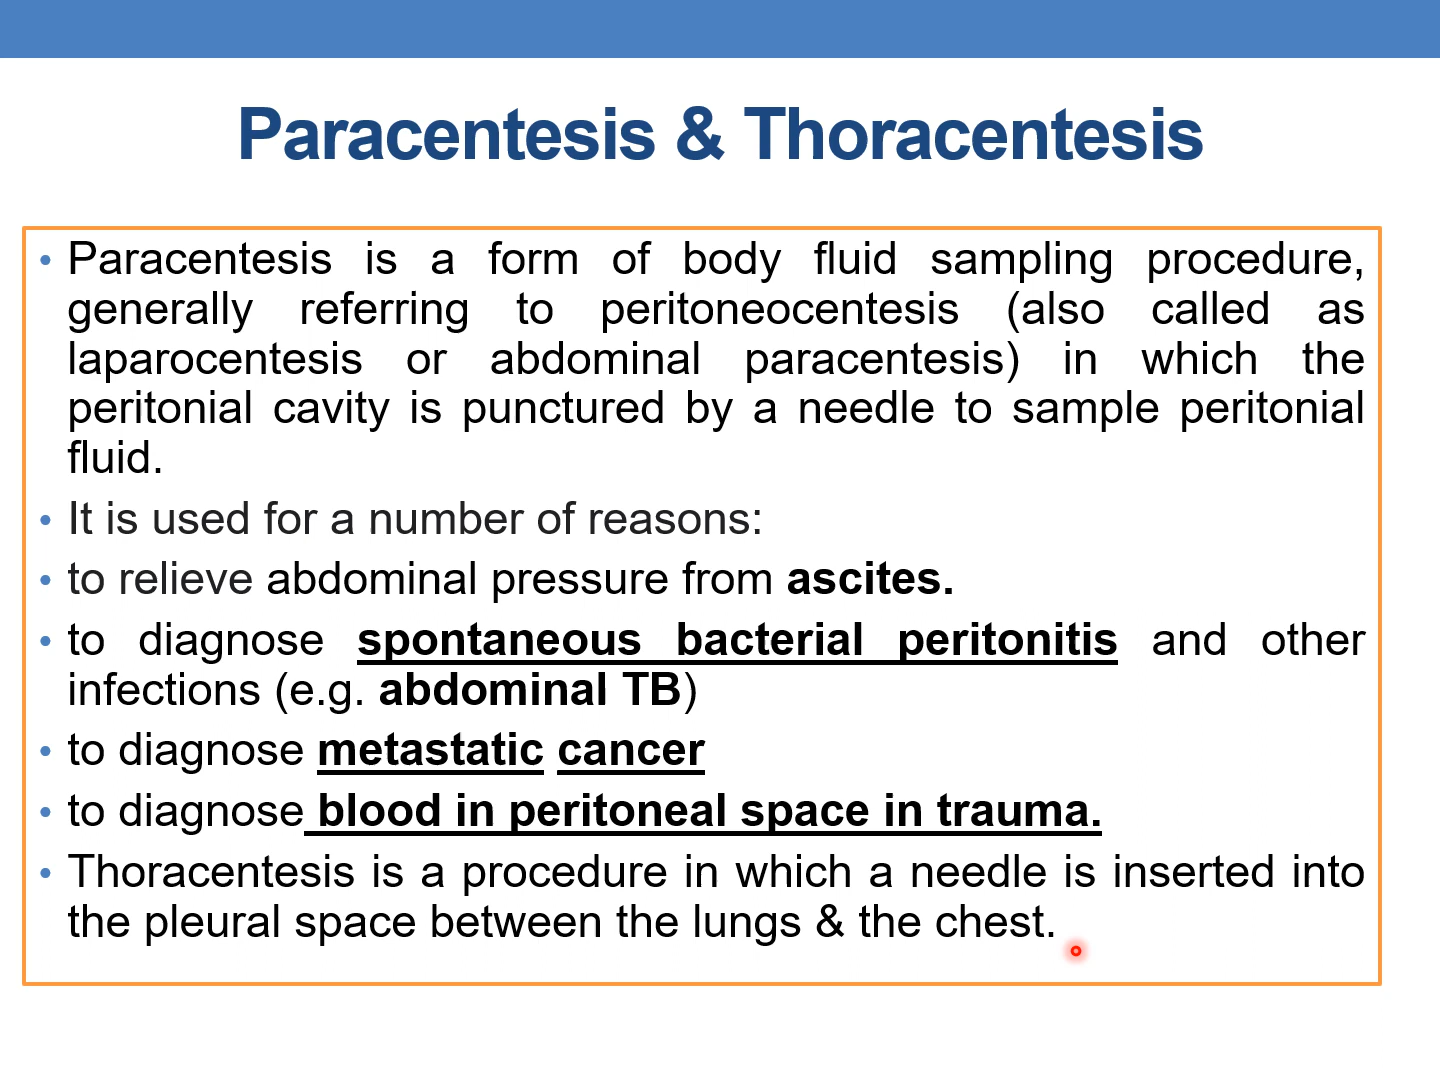 Paracentesis & Thoracentesis
• Paracentesis is a form of body fluid sampling procedure,
generally referring to peritoneocentesis (also called as
laparocentesis or abdominal paracentesis) in which the
peritonial cavity is punctured by a needle to sample peritonial
fluid.
• It is used for a number of reasons:
• to relieve abdominal pressure from ascites.
• to diagnose spontaneous bacterial peritonitis and other
infections (e.g. abdominal TB)
• to diagnose metastatic cancer
• to diagnose blood in peritoneal space in trauma.
• Thoracentesis is a procedure in which a needle is inserted into
the pleural space between the lungs & the chest.